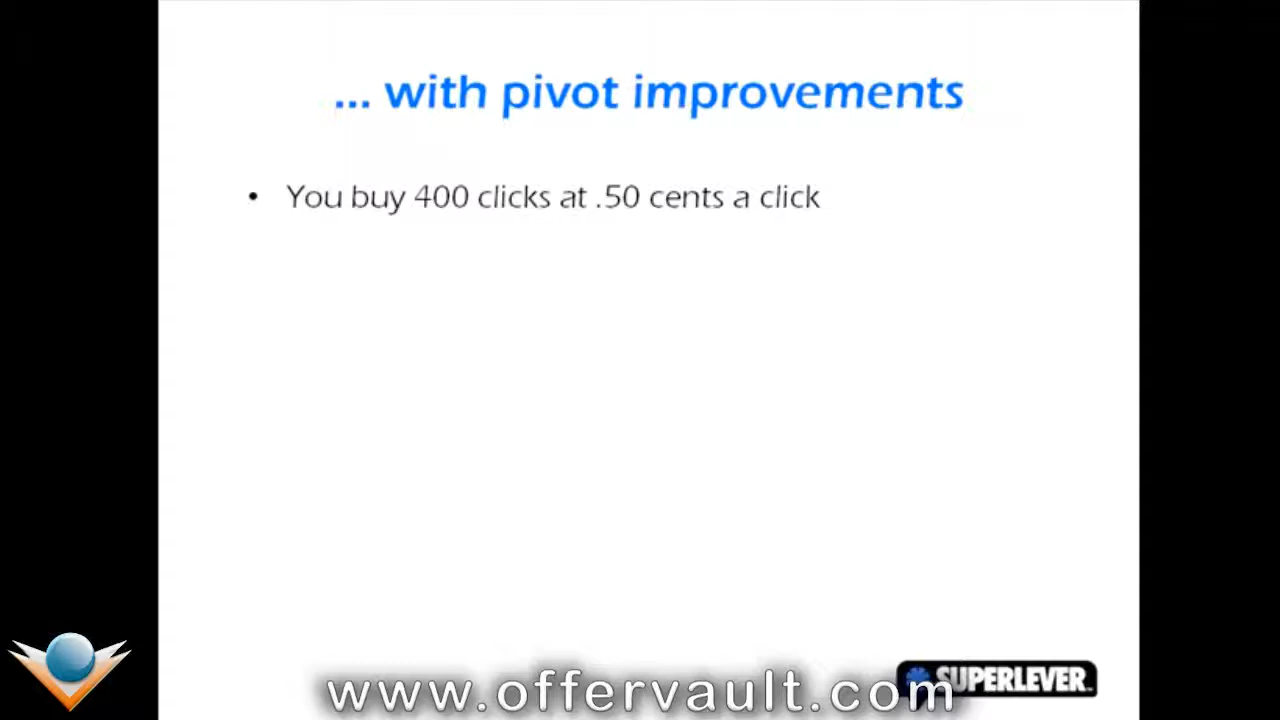 ... with pivot improvements
• You buy 400 clicks at .50 cents a click
SUPERLEVER
www.offervault.com